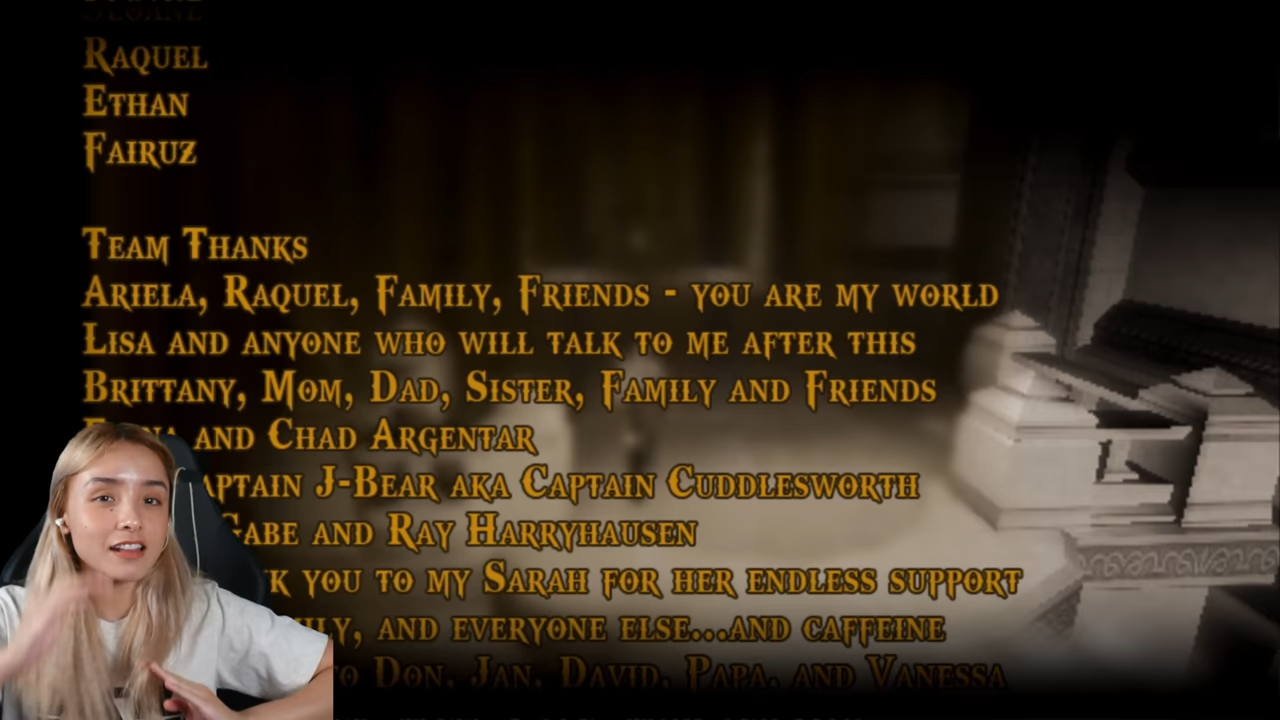 Sloane
Raquel
Ethan
Fairuz
Team Thanks
Ariela, Raquel, Family, Friends - you are my world
Lisa and anyone who will talk to me after this
Brittany, Mom, Dad, Sister, Family and Friends
and Chad Argentar
J-Bear aka Captain Cuddlesworth
Gabe and Ray Harryhausen
you to my Sarah for her endless support
and everyone else...and caffeine
to Don, Jan, David, Papa, and Vanessa